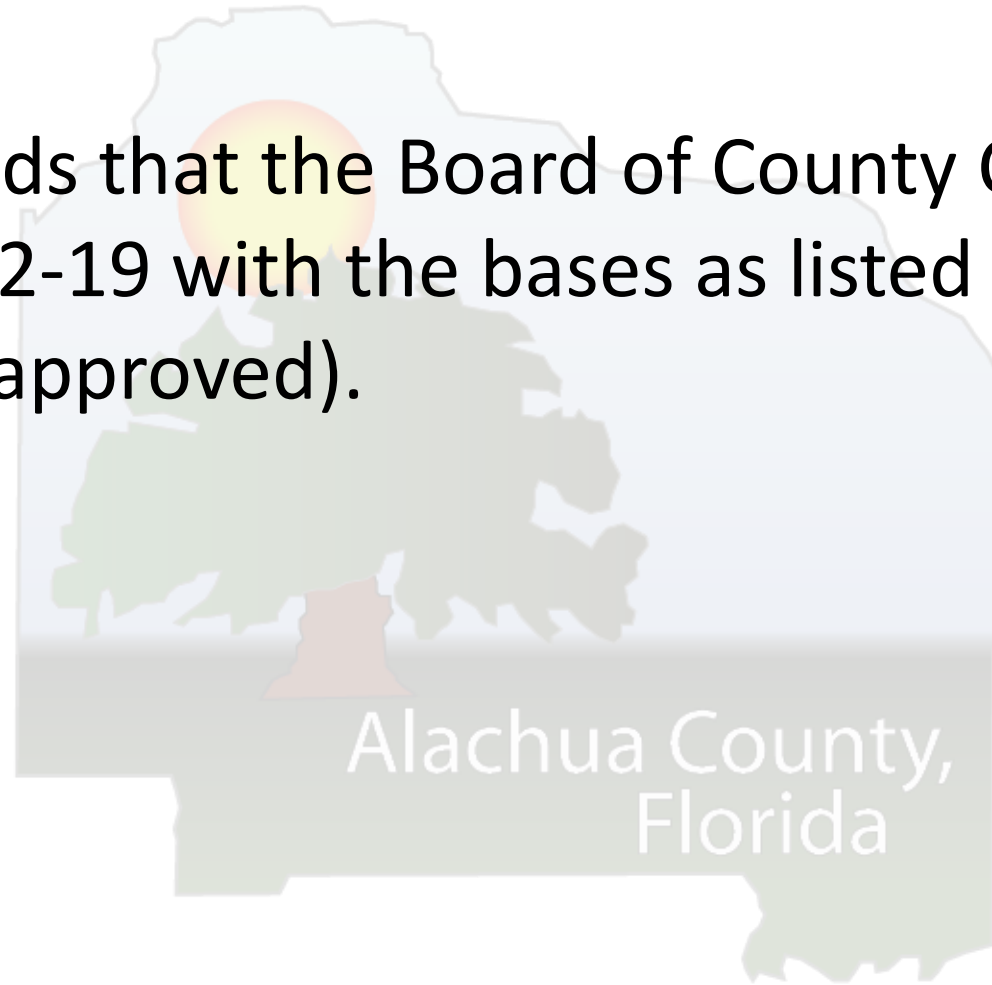 ds that the Board of County
2-19 with the bases as listed
approved).
Alachua County,
Florida